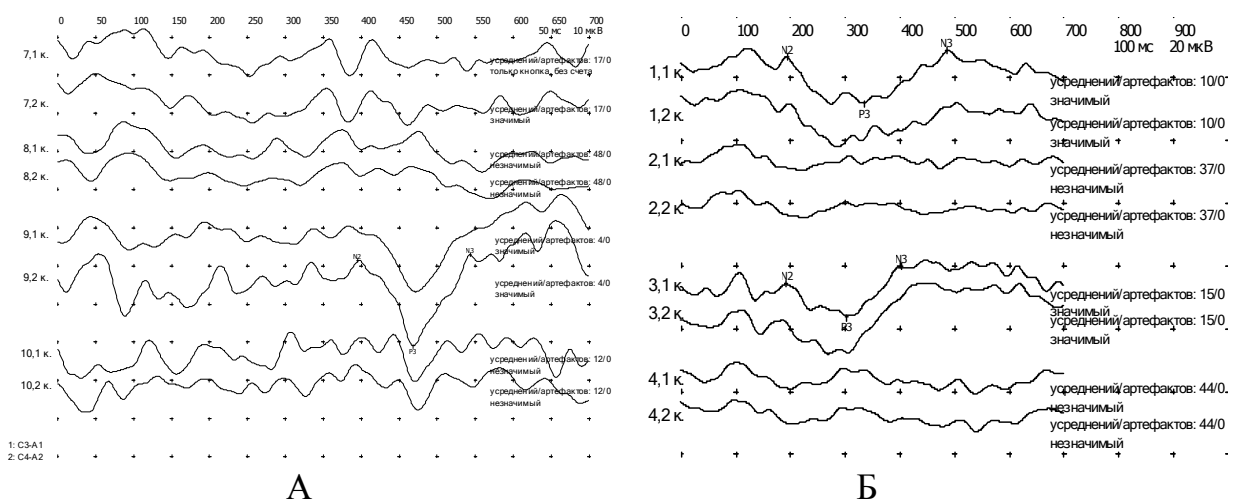 0 50 100 150 200 250 300 350 400 450 500 550 600 650 700
50 мс 10 мкВ
7,1 к.
усреднений/артефактов: 17/0
только кнопка, без счета
7,2 к.
усреднений/артефактов: 17/0
значимый
8,1 к.
усреднений/артефактов: 48/0
незначимый
8,2 к.
усреднений/артефактов: 48/0
незначимый
9,1 к.
усреднений/артефактов: 4/0
значимый
9,2 к.
N2
N3
P3
усреднений/артефактов: 4/0
значимый
10,1 к.
усреднений/артефактов: 12/0
незначимый
10,2 к.
усреднений/артефактов: 12/0
незначимый
1: C3-A1
2: C4-A2
А
0 100 200 300 400 500 600 700 800 900
100 мс 20 мкВ
1,1 к.
N2
N3
P3
усреднений/артефактов: 10/0
значимый
1,2 к.
усреднений/артефактов: 10/0
значимый
2,1 к.
усреднений/артефактов: 37/0
незначимый
2,2 к.
усреднений/артефактов: 37/0
незначимый
3,1 к.
N2
N3
P3
усреднений/артефактов: 15/0
значимый
3,2 к.
усреднений/артефактов: 15/0
значимый
4,1 к.
усреднений/артефактов: 44/0
незначимый
4,2 к.
усреднений/артефактов: 44/0
незначимый
Б